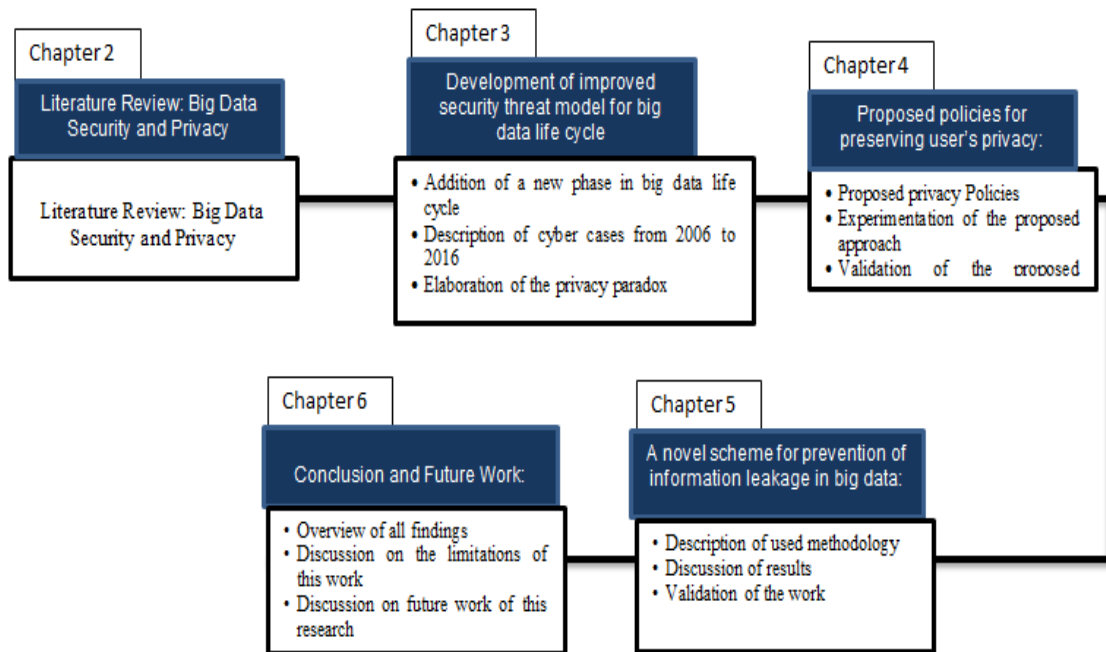 Chapter 2
Literature Review: Big Data
Security and Privacy
Literature Review: Big Data
Security and Privacy
Chapter 3
Development of improved
security threat model for big
data life cycle
• Addition of a new phase in big data life
cycle
• Description of cyber cases from 2006 to
2016
• Elaboration of the privacy paradox
Chapter 4
Proposed policies for
preserving user's privacy:
• Proposed privacy Policies
• Experimentation of the proposed
approach
• Validation of the proposed
Chapter 5
A novel scheme for prevention of
information leakage in big data:
• Description of used methodology
• Discussion of results
• Validation of the work
Chapter 6
Conclusion and Future Work:
• Overview of all findings
• Discussion on the limitations of
this work
• Discussion on future work of this
research